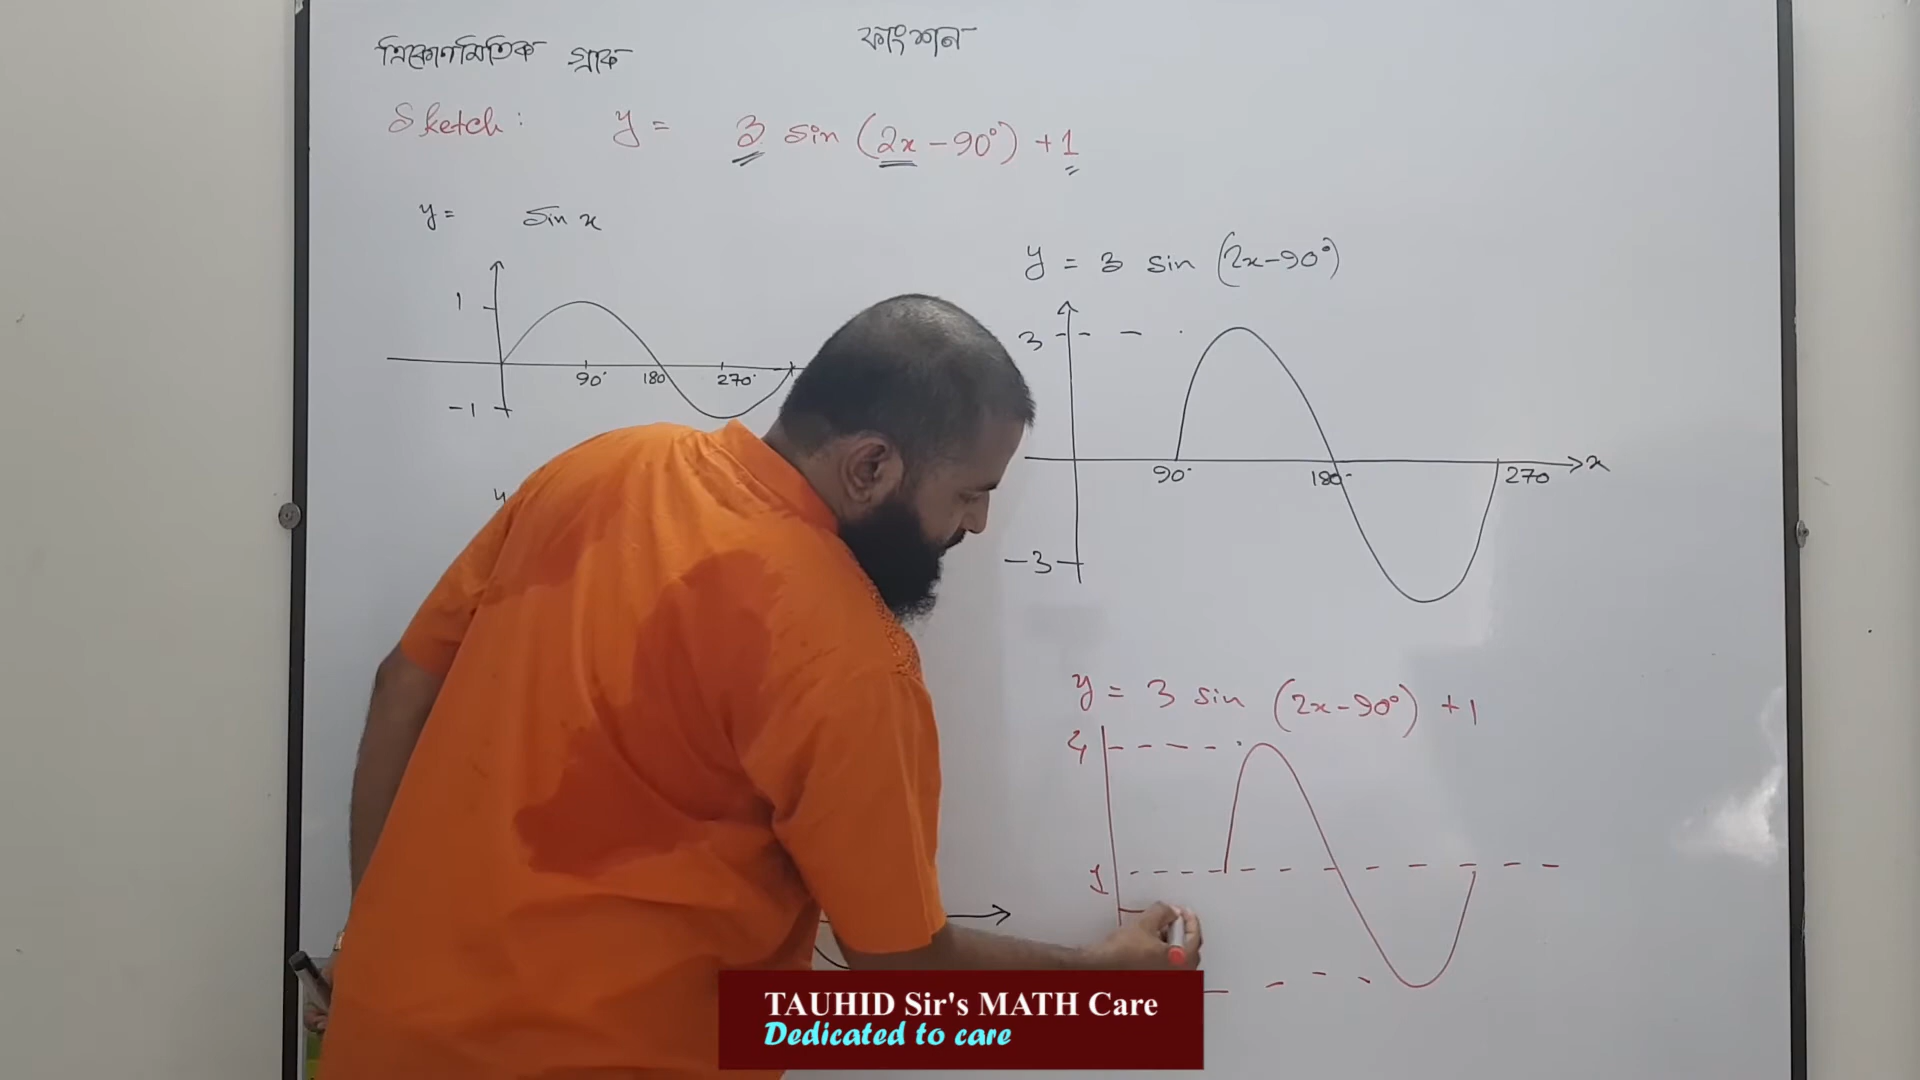 ত্রিকোণমিতিক গ্রাফ
ফাংশন
Sketch: y = 3 sin (2x - 90°) + 1
y = sin x
1
90°
180
270°
-1
y
y = 3 sin (2x-90°)
3
90°
180°
270
x
-3
y = 3 sin (2x-90°) + 1
4
1
TAUHID Sir's MATH Care
Dedicated to care